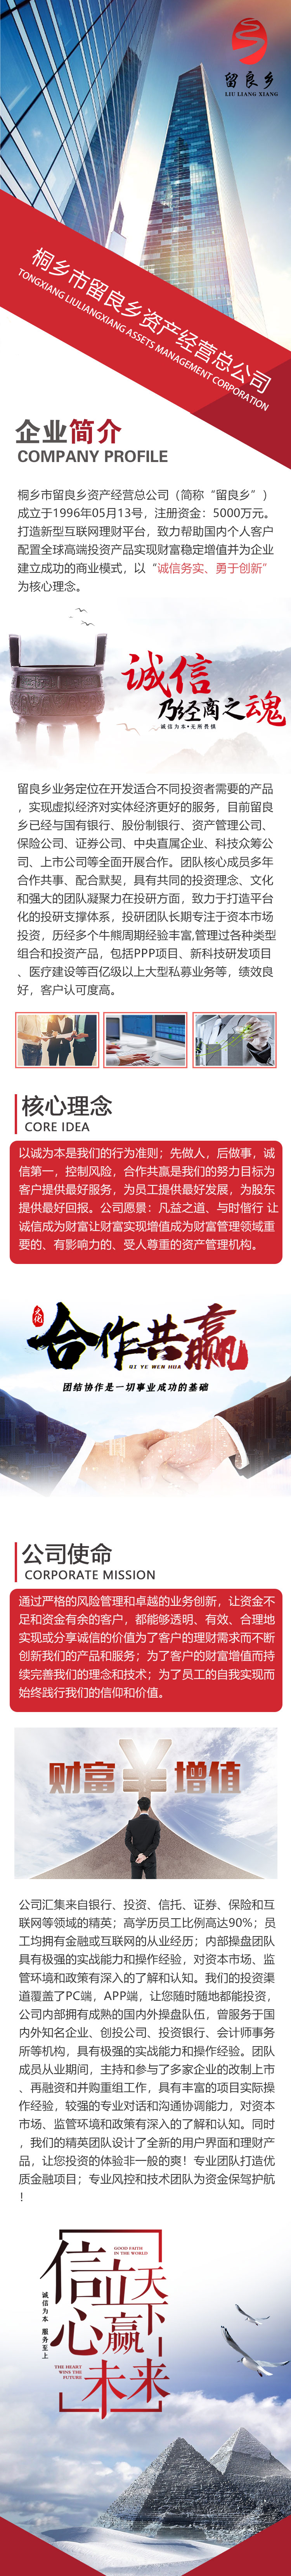 留良乡
LIU LIANG XIANG
桐乡市留良乡资产经营总公司
TONGXIANG LIULIANGXIANG ASSETS MANAGEMENT CORPORATION
企业简介
COMPANY PROFILE
桐乡市留良乡资产经营总公司（简称“留良乡”）
成立于1996年05月13号，注册资金：5000万元。
打造新型互联网理财平台，致力帮助国内个人客户
配置全球高端投资产品实现财富稳定增值并为企业
建立成功的商业模式，以“诚信务实、勇于创新”
为核心理念。
诚信
乃经商之魂
诚信为本·无所畏惧
留良乡业务定位在开发适合不同投资者需要的产品
，实现虚拟经济对实体经济更好的服务，目前留良
乡已经与国有银行、股份制银行、资产管理公司、
保险公司、证券公司、中央直属企业、科技众筹公
司、上市公司等全面开展合作。团队核心成员多年
合作共事、配合默契，具有共同的投资理念、文化
和强大的团队凝聚力在投研方面，致力于打造平台
化的投研支撑体系，投研团队长期专注于资本市场
投资，历经多个牛熊周期经验丰富,管理过各种类型
组合和投资产品，包括PPP项目、新科技研发项目
、医疗建设等百亿级以上大型私募业务等，绩效良
好，客户认可度高。
核心理念
CORE IDEA
以诚为本是我们的行为准则；先做人，后做事，诚
信第一，控制风险，合作共赢是我们的努力目标为
客户提供最好服务，为员工提供最好发展，为股东
提供最好回报。公司愿景：凡益之道、与时偕行 让
诚信成为财富让财富实现增值成为财富管理领域重
要的、有影响力的、受人尊重的资产管理机构。
合作共赢
QI YE WEN HUA
团结协作是一切事业成功的基础
公司使命
CORPORATE MISSION
通过严格的风险管理和卓越的业务创新，让资金不
足和资金有余的客户，都能够透明、有效、合理地
实现或分享诚信的价值为了客户的理财需求而不断
创新我们的产品和服务；为了客户的财富增值而持
续完善我们的理念和技术；为了员工的自我实现而
始终践行我们的信仰和价值。
财富¥增值
公司汇集来自银行、投资、信托、证券、保险和互
联网等领域的精英；高学历员工比例高达90%；员
工均拥有金融或互联网的从业经历；内部操盘团队
具有极强的实战能力和操作经验，对资本市场、监
管环境和政策有深入的了解和认知。我们的投资渠
道覆盖了PC端，APP端，让您随时随地都能投资，
公司内部拥有成熟的国内外操盘队伍，曾服务于国
内外知名企业、创投公司、投资银行、会计师事务
所等机构，具有极强的实战能力和操作经验。团队
成员从业期间，主持和参与了多家企业的改制上市
、再融资和并购重组工作，具有丰富的项目实际操
作经验，较强的专业对话和沟通协调能力，对资本
市场、监管环境和政策有深入的了解和认知。同时
，我们的精英团队设计了全新的用户界面和理财产
品，让您投资的体验非一般的爽！专业团队打造优
质金融项目；专业风控和技术团队为资金保驾护航
！
信立天下
GOOD FAITH
IN THE WORLD
诚信为本 服务至上
心赢未来
THE HEART
WINS THE
FUTURE